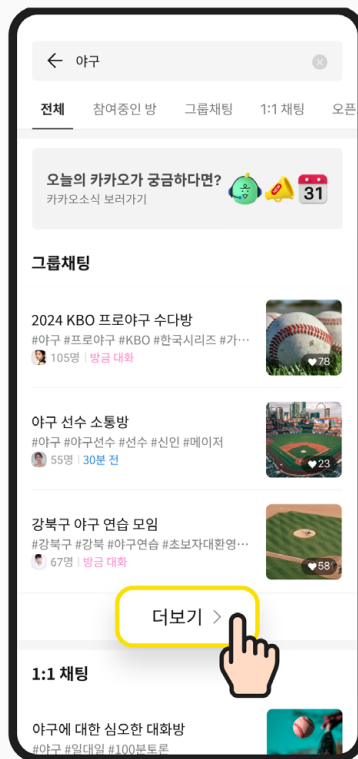 야구
전체 참여중인 방 그룹채팅 1:1 채팅 오픈
오늘의 카카오가 궁금하다면?
카카오소식 보러가기
31
그룹채팅
2024 KBO 프로야구 수다방
#야구 #프로야구 #KBO #한국시리즈 #가…
105명 방금 대화
78
야구 선수 소통방
#야구 #야구선수 #선수 #신인 #메이저
55명 30분 전
23
강북구 야구 연습 모임
#강북구 #강북 #야구연습 #초보자대환영…
67명 방금 대화
58
더보기 >
1:1 채팅
야구에 대한 심오한 대화방
#야구 #일대일 #100분토론